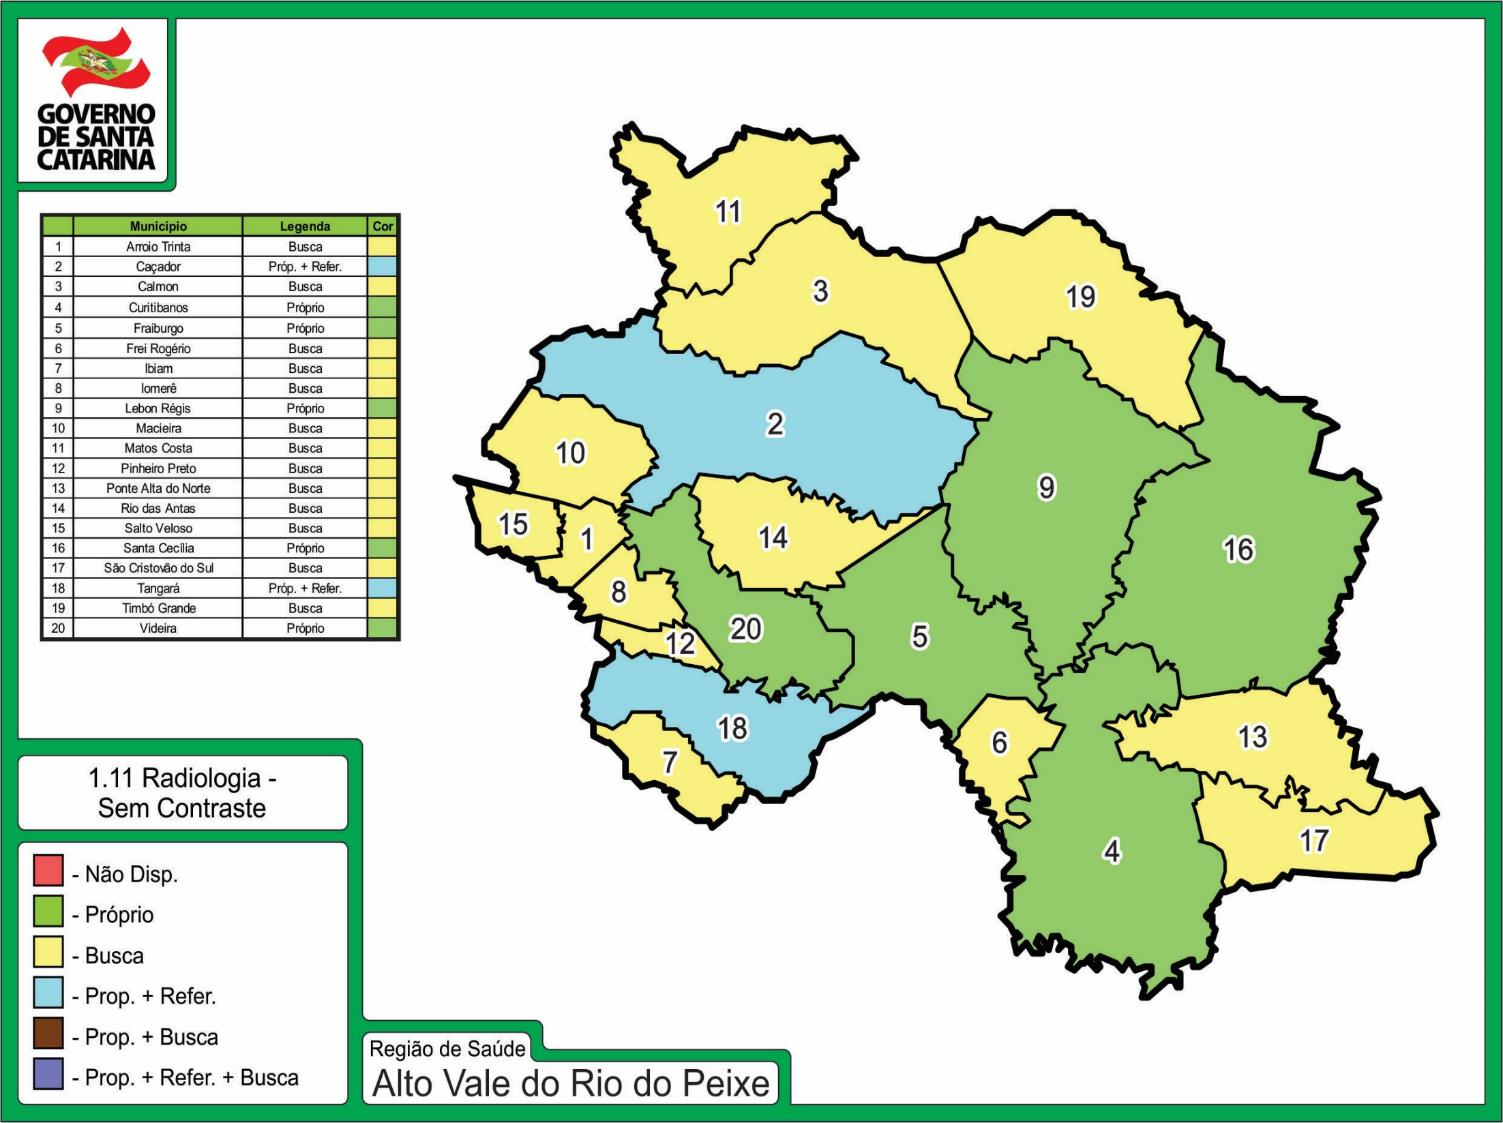 GOVERNO
DE SANTA
CATARINA
Município Legenda Cor
1 Arroio Trinta Busca
2 Caçador Próp. + Refer.
3 Calmon Busca
4 Curitibanos Próprio
5 Fraiburgo Próprio
6 Frei Rogério Busca
7 Ibiam Busca
8 Iomerê Busca
9 Lebon Régis Próprio
10 Macieira Busca
11 Matos Costa Busca
12 Pinheiro Preto Busca
13 Ponte Alta do Norte Busca
14 Rio das Antas Busca
15 Salto Veloso Busca
16 Santa Cecília Próprio
17 São Cristovão do Sul Busca
18 Tangará Próp. + Refer.
19 Timbó Grande Busca
20 Videira Próprio
11
3
19
2
10
9
15
1
14
16
8
20
12
5
18
7
6
13
4
17
1.11 Radiologia -
Sem Contraste
- Não Disp.
- Próprio
- Busca
- Prop. + Refer.
- Prop. + Busca
- Prop. + Refer. + Busca
Região de Saúde
Alto Vale do Rio do Peixe